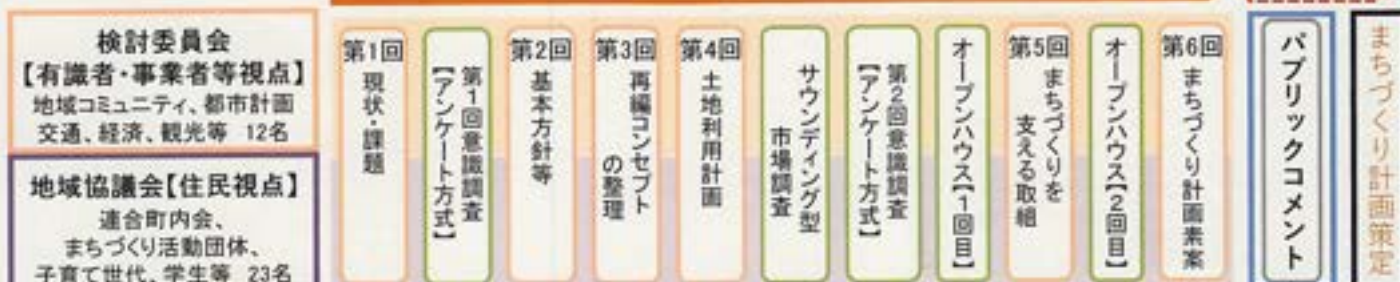 検討委員会
【有識者・事業者等視点】
地域コミュニティ、都市計画
交通、経済、観光等 12名
地域協議会【住民視点】
連合町内会、
まちづくり活動団体、
子育て世代、学生等 23名
第1回
現状・課題
第1回意識調査
【アンケート方式】
第2回
基本方針等
第3回
再編コンセプト
の整理
第4回
土地利用計画
サウンディング型
市場調査
第2回意識調査
【アンケート方式】
オープンハウス【1回目】
第5回
まちづくりを
支える取組
オープンハウス【2回目】
第6回
まちづくり計画素案
パブリックコメント
まちづくり計画策定